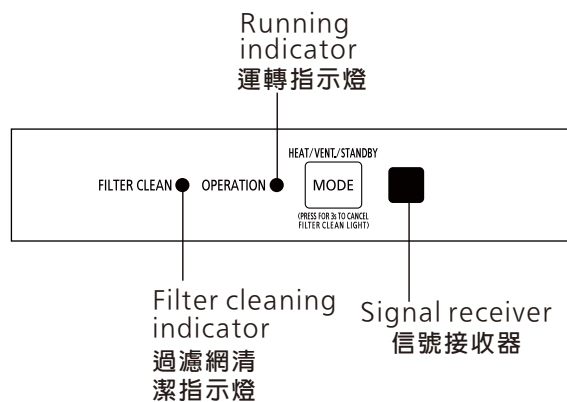 Running
indicator
運轉指示燈
HEAT/VENT./STANDBY
FILTER CLEAN
OPERATION
MODE
(PRESS FOR 3s TO CANCEL
FILTER CLEAN LIGHT)
Filter cleaning
indicator
過濾網清
潔指示燈
Signal receiver
信號接收器